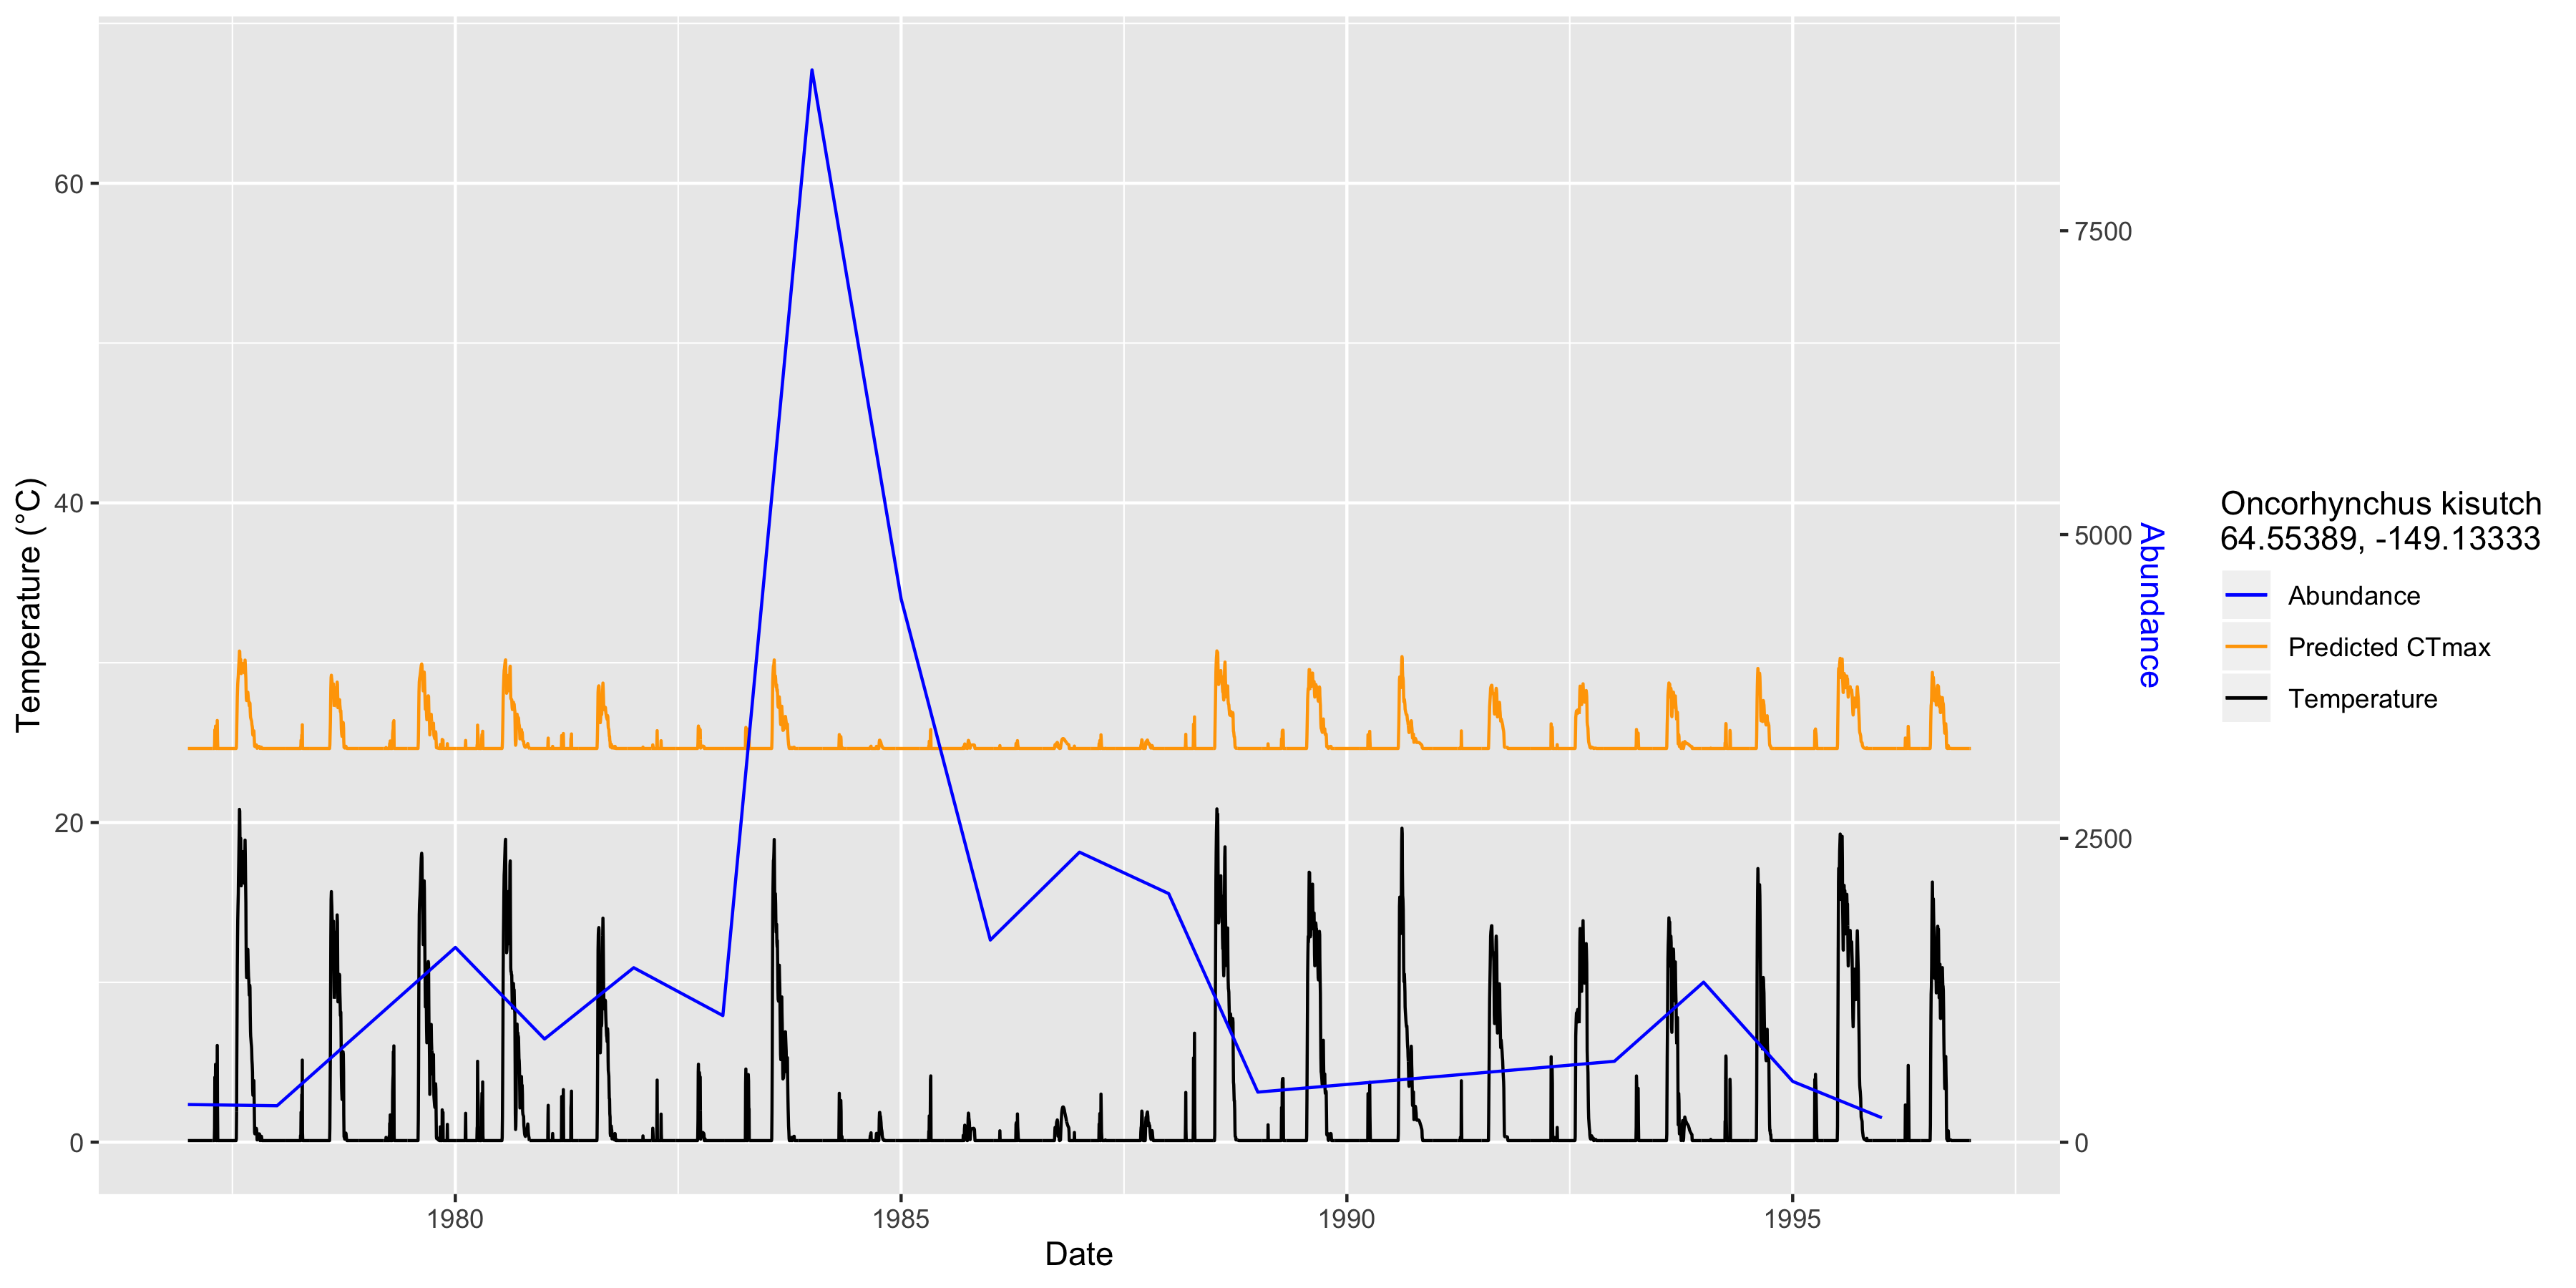 Temperature (°C)
60
40
20
0
1980
1985
1990
1995
Date
7500
5000
2500
0
Abundance
Oncorhynchus kisutch
64.55389, -149.13333
Abundance
Predicted CTmax
Temperature